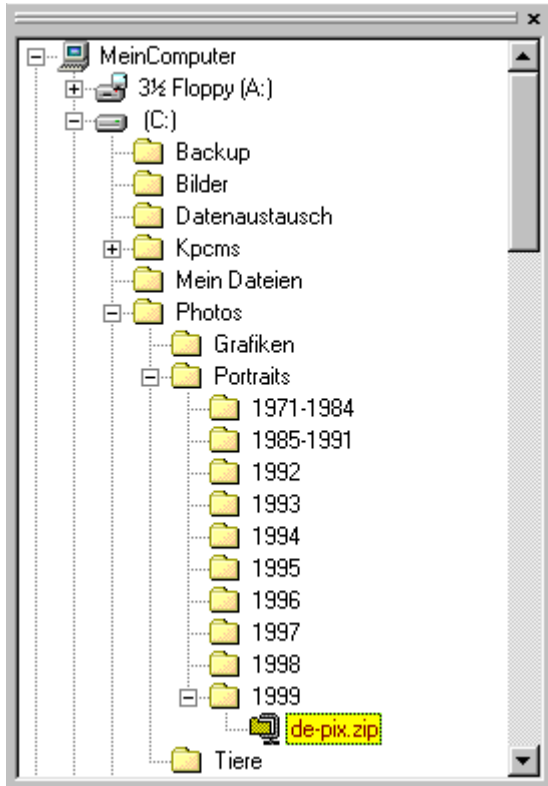 MeinComputer
3½ Floppy (A:)
(C:)
Backup
Bilder
Datenaustausch
Kpcms
Mein Dateien
Photos
Grafiken
Portraits
1971-1984
1985-1991
1992
1993
1994
1995
1996
1997
1998
1999
de-pix.zip
Tiere